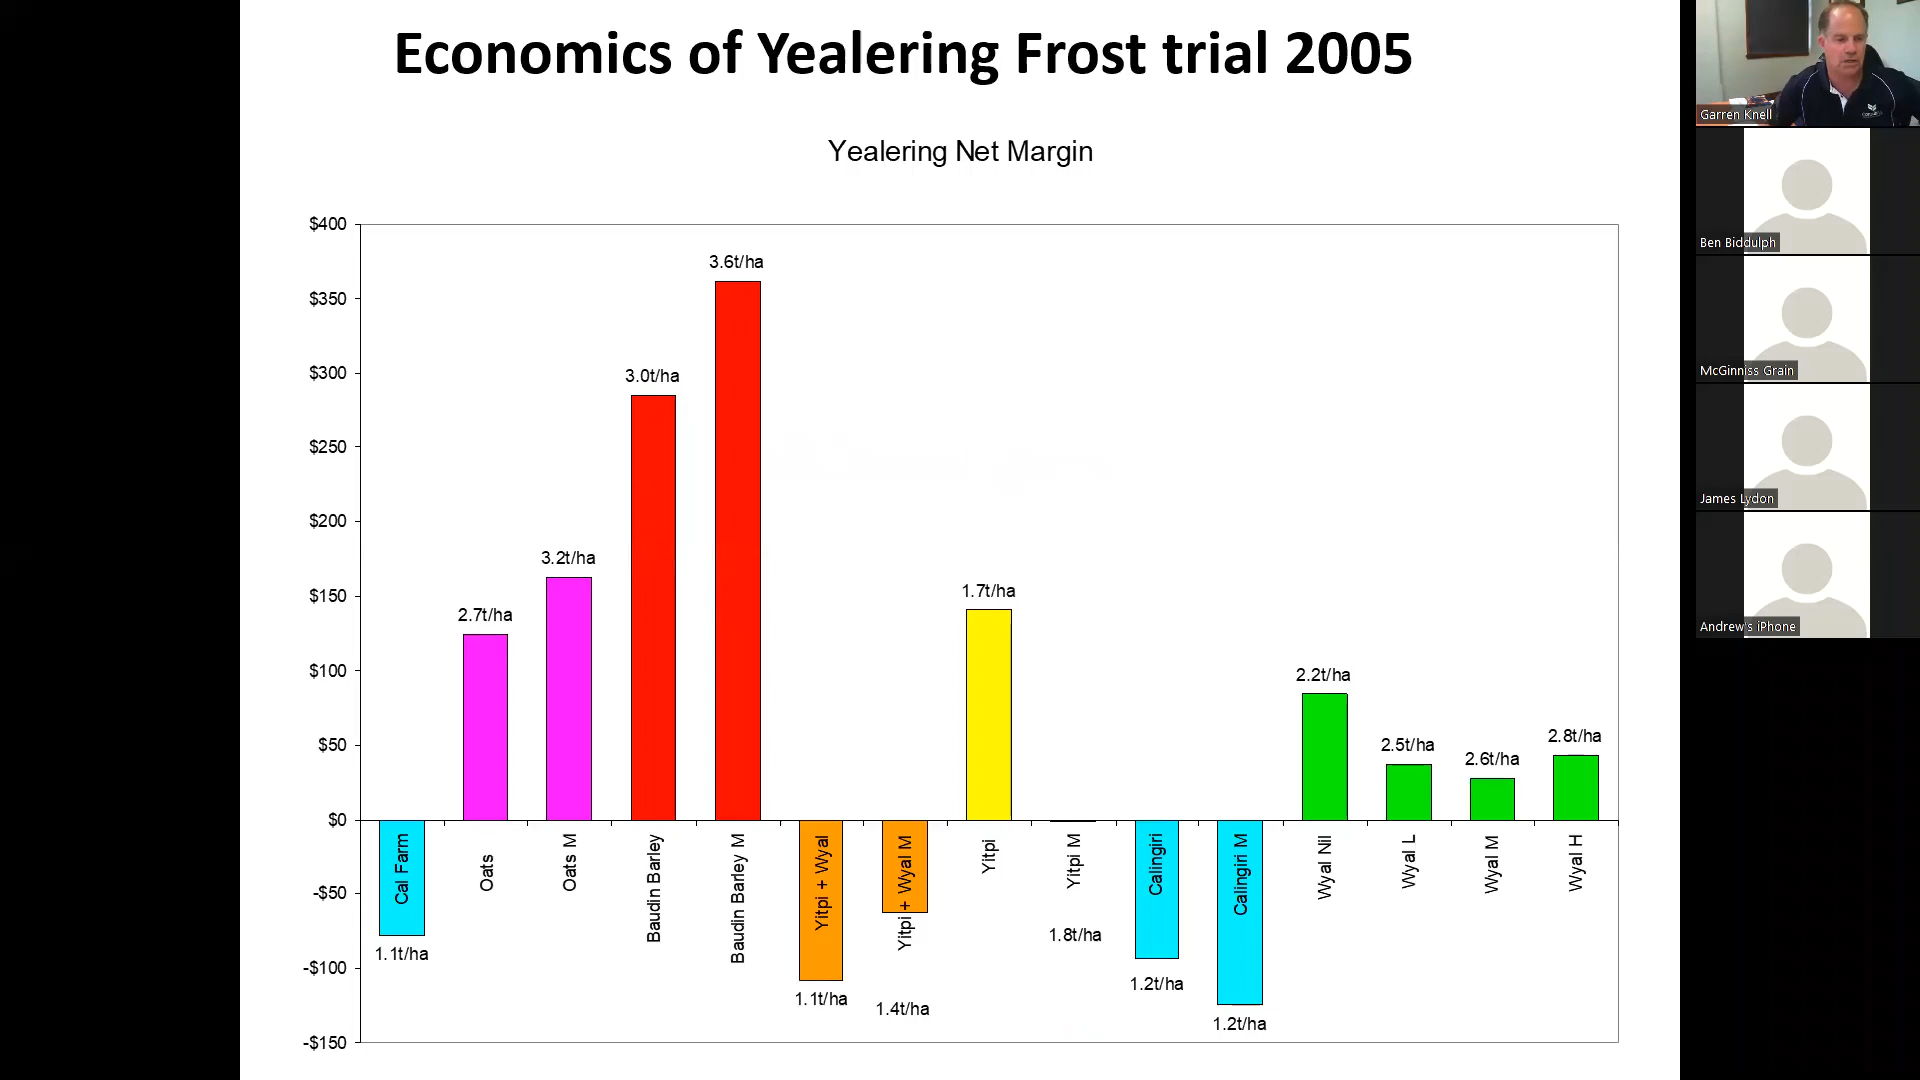 Economics of Yealering Frost trial 2005
Yealering Net Margin
$400
$350
$300
$250
$200
$150
$100
$50
$0
-$50
-$100
-$150
1.1t/ha
2.7t/ha
3.2t/ha
3.0t/ha
3.6t/ha
1.1t/ha
1.4t/ha
1.7t/ha
1.8t/ha
1.2t/ha
1.2t/ha
2.2t/ha
2.5t/ha
2.6t/ha
2.8t/ha
Cal Farm
Oats
Oats M
Baudin Barley
Baudin Barley M
Yitpi + Wyal
Yitpi + Wyal M
Yitpi
Yitpi M
Calingiri
Calingiri M
Wyal Nil
Wyal L
Wyal M
Wyal H
Garren Knell
Ben Biddulph
McGinniss Grain
James Lydon
Andrew's iPhone